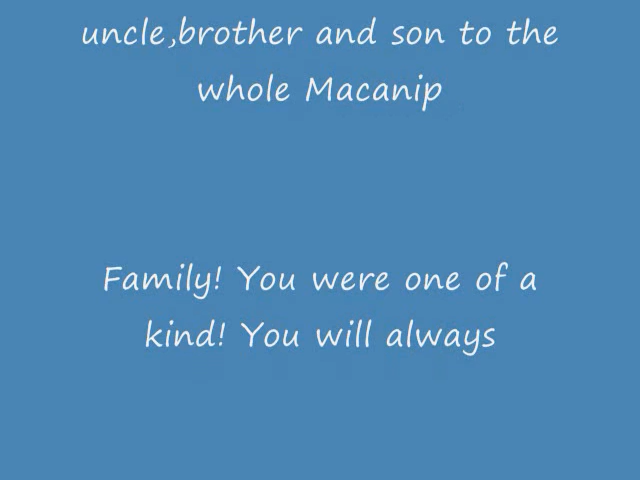 uncle,brother and son to the
whole Macanip
Family! You were one of a
kind! You will always